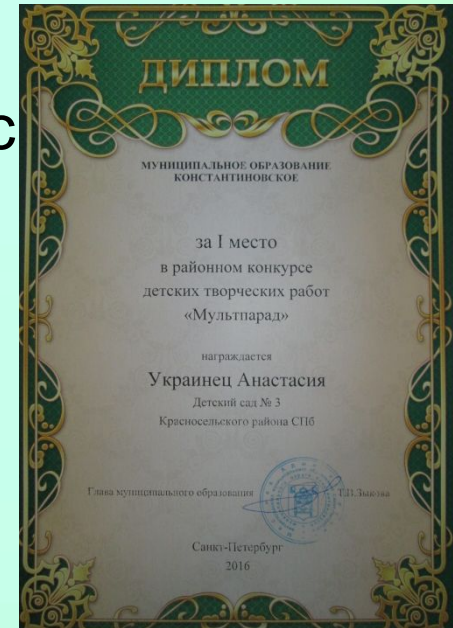 с
ДИПЛОМ
МУНИЦИПАЛЬНОЕ ОБРАЗОВАНИЕ
КОНСТАНТИНОВСКОЕ
за I место
в районном конкурсе
детских творческих работ
«Мультпарад»
награждается
Украинец Анастасия
Детский сад № 3
Красносельского района СПб
Глава муниципального образования Т.В.Зыкова
Санкт-Петербург
2016